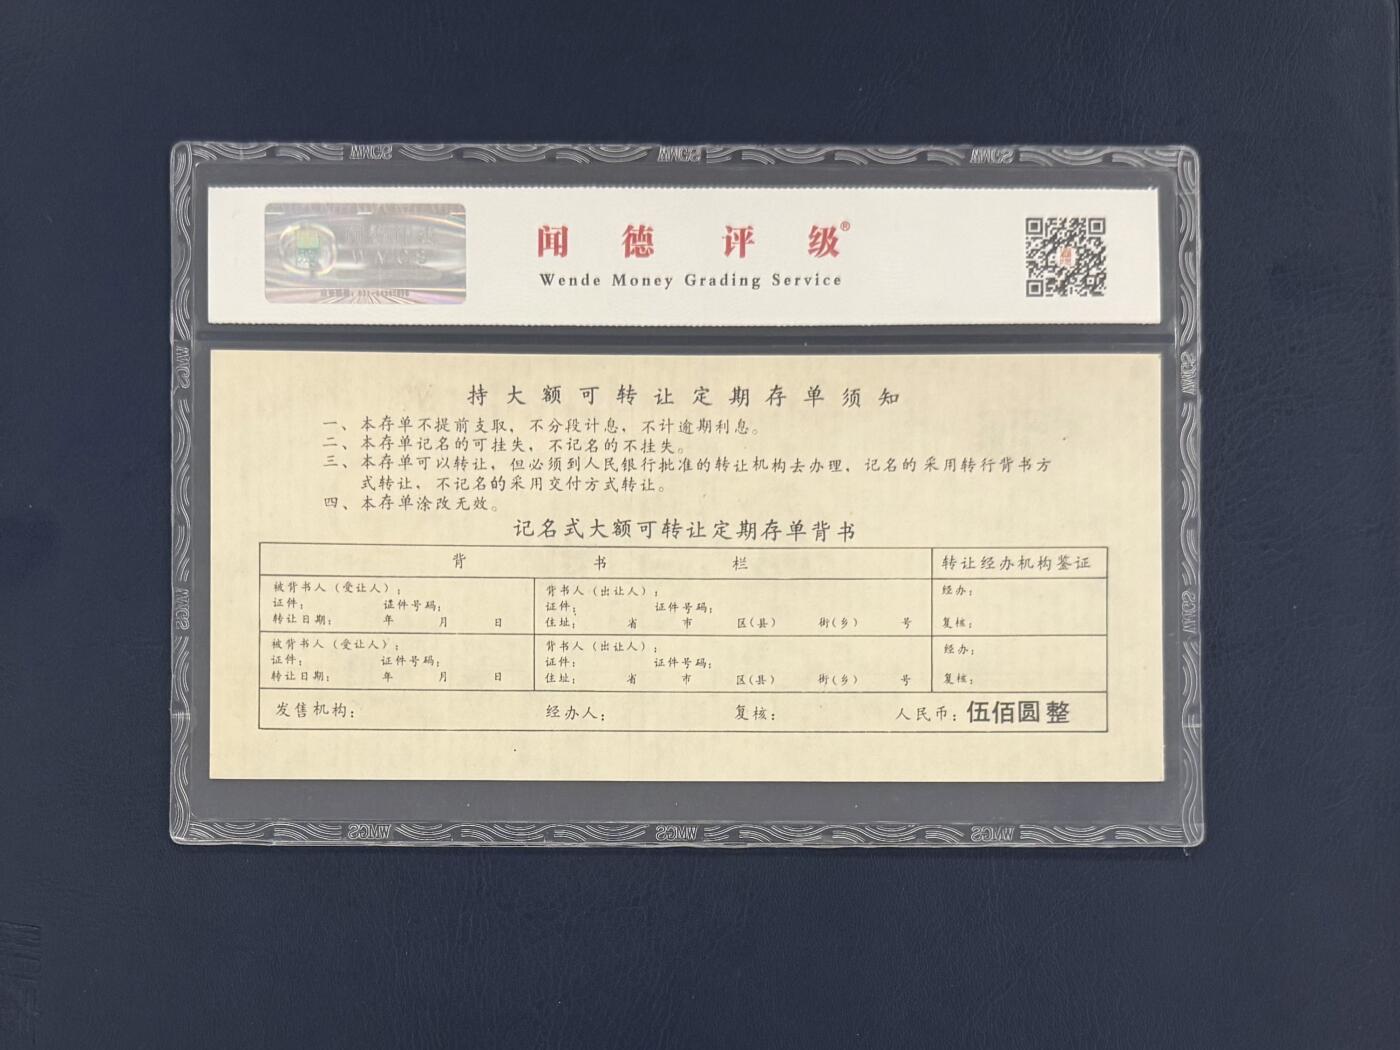 闻德评级®
Wende Money Grading Service
持大额可转让定期存单须知
一、本存单不提前支取，不分段计息，不计逾期利息。
二、本存单记名的可挂失，不记名的不挂失。
三、本存单可以转让，但必须到人民银行批准的转让机构去办理，记名的采用转行背书方
式转让，不记名的采用交付方式转让。
四、本存单涂改无效。
记名式大额可转让定期存单背书
背 书 栏 转让经办机构鉴证
被背书人（受让人）： 背书人（出让人）： 经办：
证件： 证件号码： 证件： 证件号码：
转让日期： 年 月 日 住址： 省 市 区(县) 街(乡) 号 复核：
被背书人（受让人）： 背书人（出让人）： 经办：
证件： 证件号码： 证件： 证件号码：
转让日期： 年 月 日 住址： 省 市 区(县) 街(乡) 号 复核：
发售机构： 经办人： 复核： 人民币：伍佰圆整